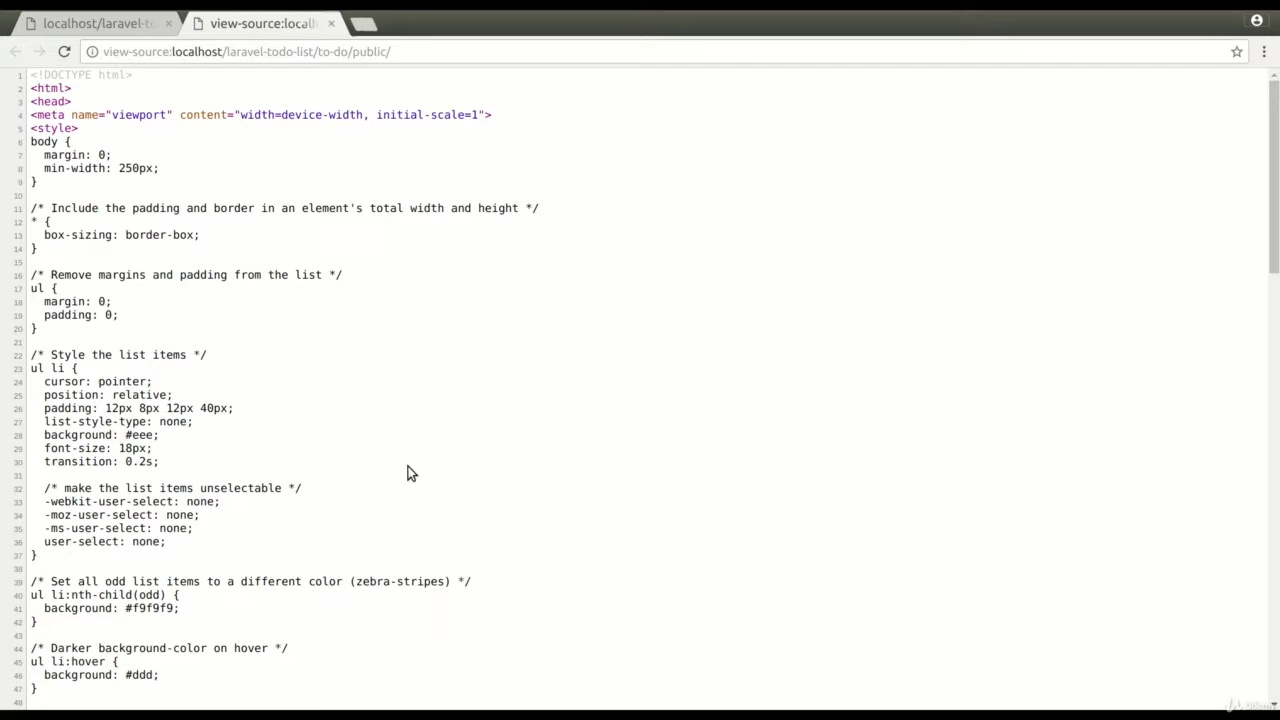 localhost/laravel-to
view-source:local
view-source:localhost/laravel-todo-list/to-do/public/
1 <!DOCTYPE html>
2 <html>
3 <head>
4 <meta name="viewport" content="width=device-width, initial-scale=1">
5 <style>
6 body {
7 margin: 0;
8 min-width: 250px;
9 }
10
11 /* Include the padding and border in an element's total width and height */
12 * {
13 box-sizing: border-box;
14 }
15
16 /* Remove margins and padding from the list */
17 ul {
18 margin: 0;
19 padding: 0;
20 }
21
22 /* Style the list items */
23 ul li {
24 cursor: pointer;
25 position: relative;
26 padding: 12px 8px 12px 40px;
27 list-style-type: none;
28 background: #eee;
29 font-size: 18px;
30 transition: 0.2s;
31
32 /* make the list items unselectable */
33 -webkit-user-select: none;
34 -moz-user-select: none;
35 -ms-user-select: none;
36 user-select: none;
37 }
38
39 /* Set all odd list items to a different color (zebra-stripes) */
40 ul li:nth-child(odd) {
41 background: #f9f9f9;
42 }
43
44 /* Darker background-color on hover */
45 ul li:hover {
46 background: #ddd;
47 }
48